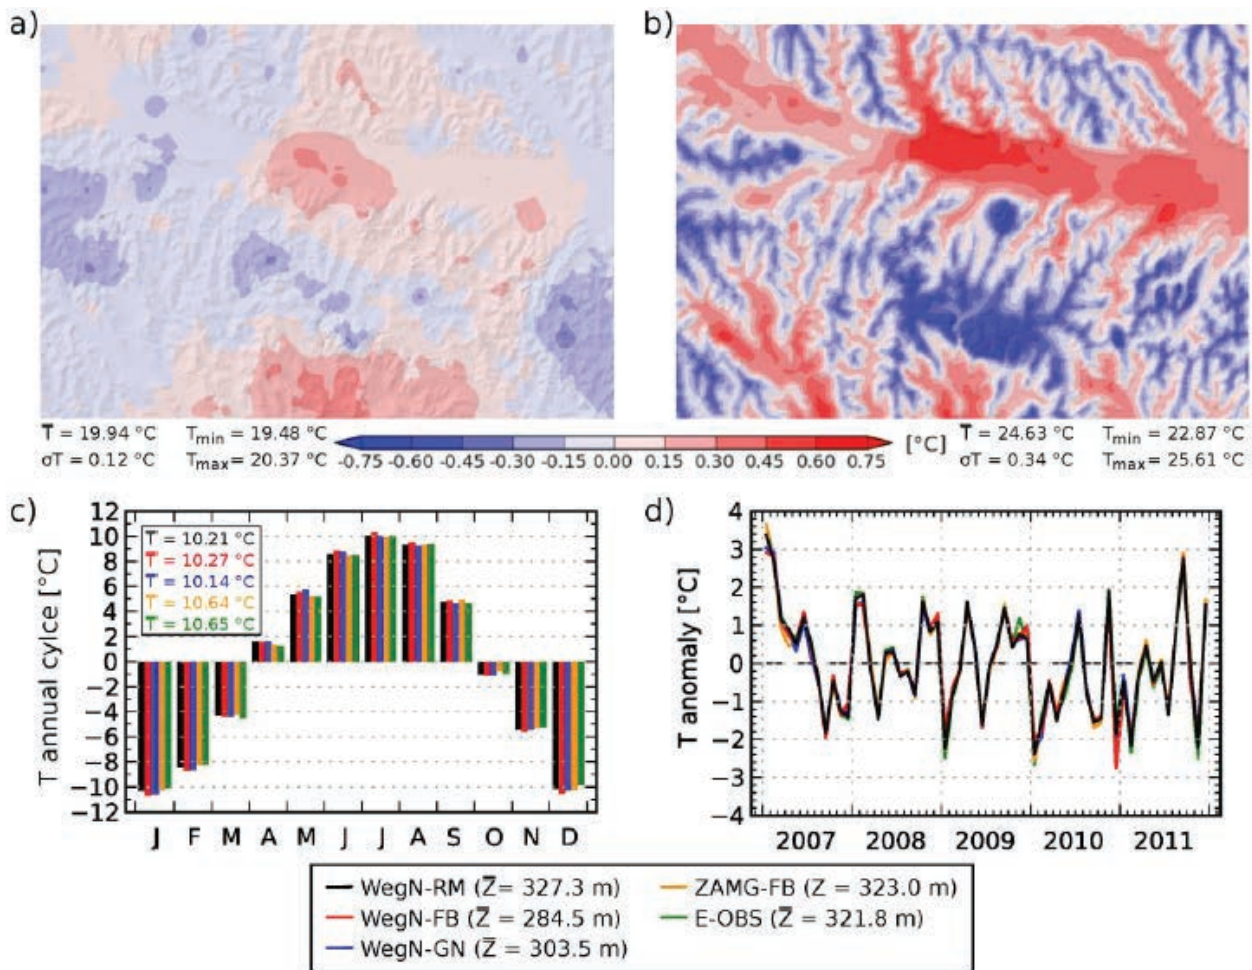 a)
b)
T̅ = 19.94 °C Tmin = 19.48 °C
σT = 0.12 °C Tmax= 20.37 °C
-0.75 -0.60 -0.45 -0.30 -0.15 0.00 0.15 0.30 0.45 0.60 0.75 [°C]
T̅ = 24.63 °C Tmin = 22.87 °C
σT = 0.34 °C Tmax= 25.61 °C
c)
T annual cylce [°C]
12
10
8
6
4
2
0
−2
−4
−6
−8
−10
−12
T̅ = 10.21 °C
T̅ = 10.27 °C
T̅ = 10.14 °C
T̅ = 10.64 °C
T̅ = 10.65 °C
J F M A M J J A S O N D
d)
T anomaly [°C]
4
3
2
1
0
−1
−2
−3
−4
2007 2008 2009 2010 2011
WegN-RM (Z̅= 327.3 m)
WegN-FB (Z̅ = 284.5 m)
WegN-GN (Z̅ = 303.5 m)
ZAMG-FB (Z = 323.0 m)
E-OBS (Z̅ = 321.8 m)